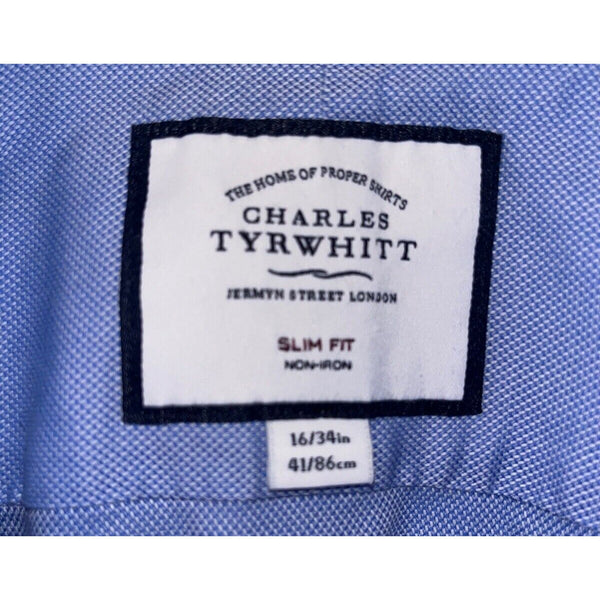 THE HOME OF PROPER SHIRTS
CHARLES
TYRWHITT
JERMYN STREET LONDON
SLIM FIT
NON-IRON
16/34in
41/86cm